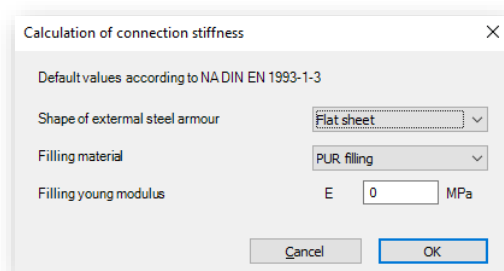 Calculation of connection stiffness
Default values according to NA DIN EN 1993-1-3
Shape of extermal steel armour Flat sheet
Filling material PUR filling
Filling young modulus E 0 MPa
Cancel OK